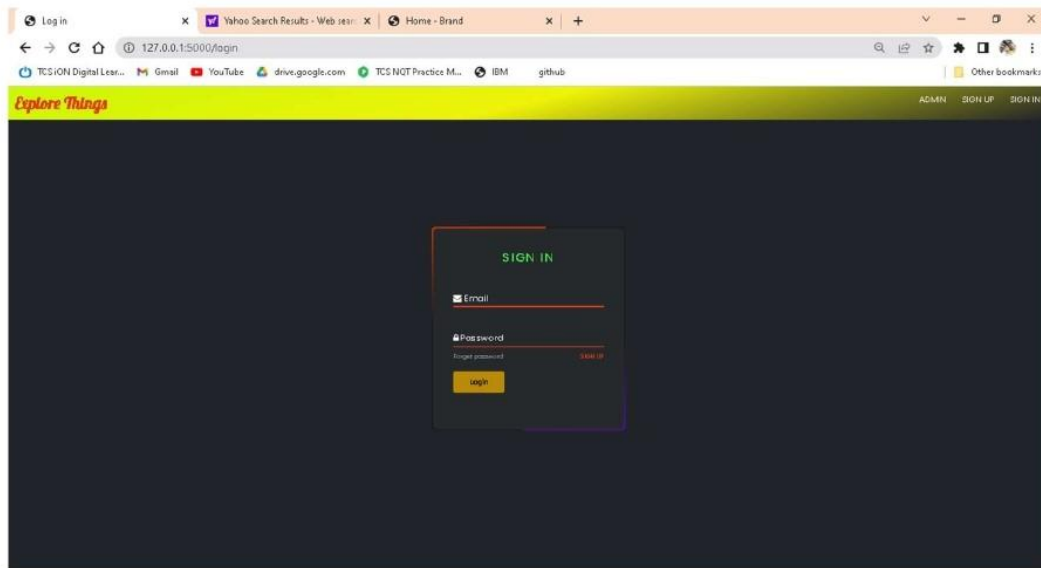 Log in
Yahoo Search Results - Web sear
Home - Brand
127.0.0.1:5000/login
TCS iON Digital Lear... Gmail YouTube drive.google.com TCS NQT Practice M... IBM github Other bookmarks
Explore Things
ADMIN SIGN UP SIGN IN
SIGN IN
Email
Password
Forget password SIGN UP
Login